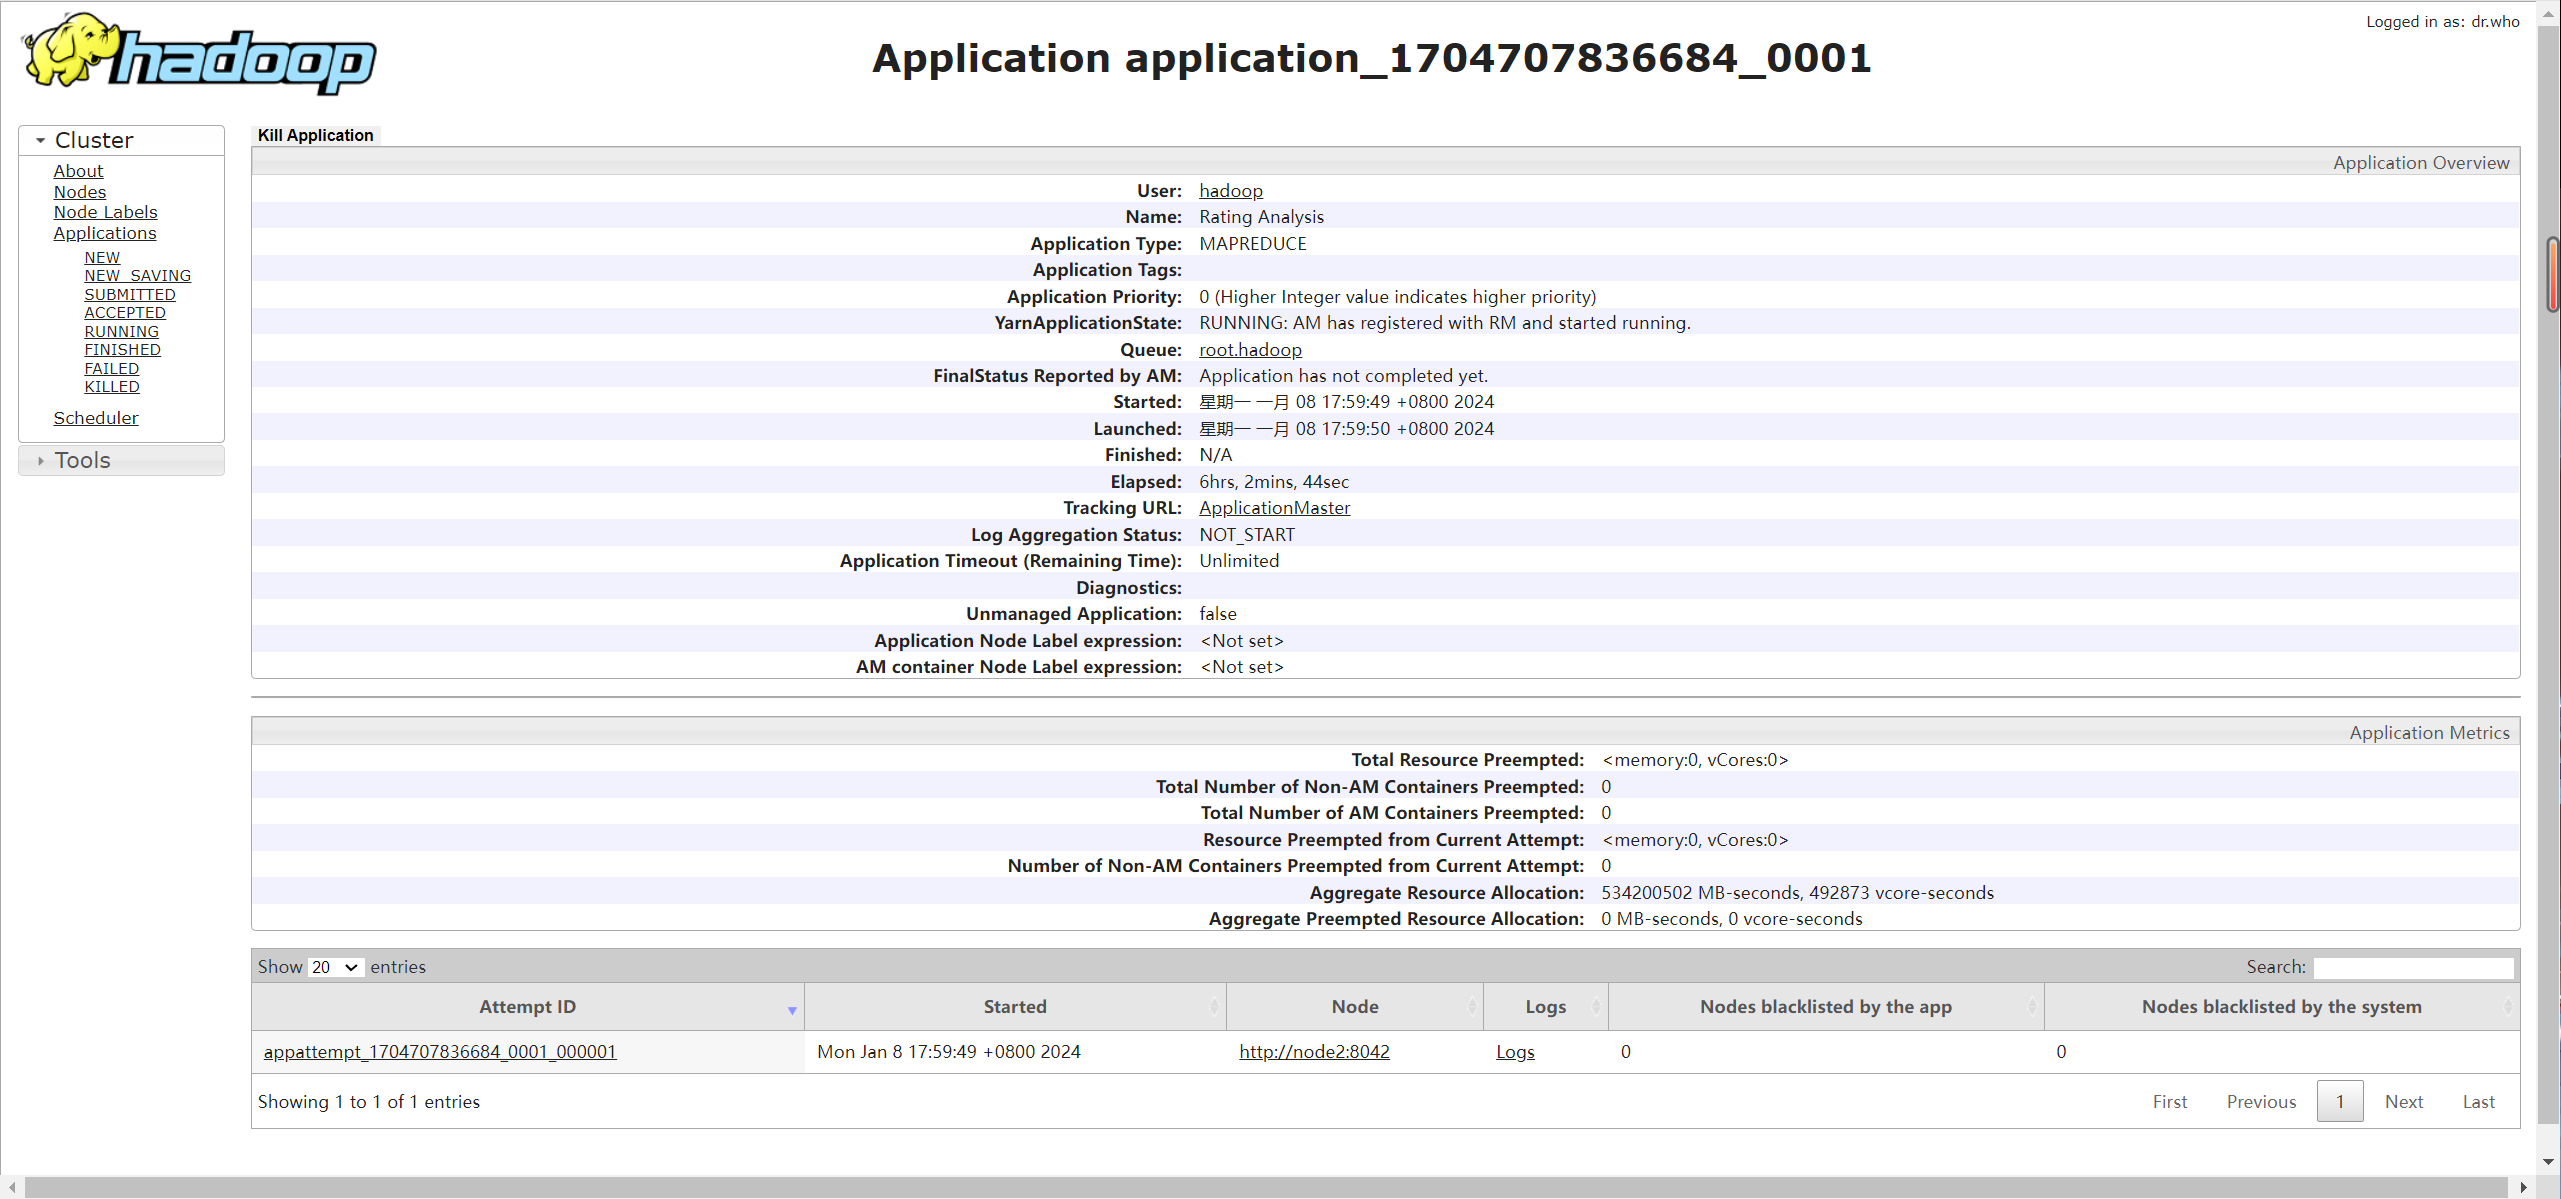 hadoop
Logged in as: dr.who
Application application_1704707836684_0001
Cluster
About
Nodes
Node Labels
Applications
NEW
NEW_SAVING
SUBMITTED
ACCEPTED
RUNNING
FINISHED
FAILED
KILLED
Scheduler
Tools
Kill Application
Application Overview
User: hadoop
Name: Rating Analysis
Application Type: MAPREDUCE
Application Tags:
Application Priority: 0 (Higher Integer value indicates higher priority)
YarnApplicationState: RUNNING: AM has registered with RM and started running.
Queue: root.hadoop
FinalStatus Reported by AM: Application has not completed yet.
Started: 星期一 一月 08 17:59:49 +0800 2024
Launched: 星期一 一月 08 17:59:50 +0800 2024
Finished: N/A
Elapsed: 6hrs, 2mins, 44sec
Tracking URL: ApplicationMaster
Log Aggregation Status: NOT_START
Application Timeout (Remaining Time): Unlimited
Diagnostics:
Unmanaged Application: false
Application Node Label expression: <Not set>
AM container Node Label expression: <Not set>
Application Metrics
Total Resource Preempted: <memory:0, vCores:0>
Total Number of Non-AM Containers Preempted: 0
Total Number of AM Containers Preempted: 0
Resource Preempted from Current Attempt: <memory:0, vCores:0>
Number of Non-AM Containers Preempted from Current Attempt: 0
Aggregate Resource Allocation: 534200502 MB-seconds, 492873 vcore-seconds
Aggregate Preempted Resource Allocation: 0 MB-seconds, 0 vcore-seconds
Show 20 entries Search:
Attempt ID Started Node Logs Nodes blacklisted by the app Nodes blacklisted by the system
appattempt_1704707836684_0001_000001 Mon Jan 8 17:59:49 +0800 2024 http://node2:8042 Logs 0 0
Showing 1 to 1 of 1 entries First Previous 1 Next Last